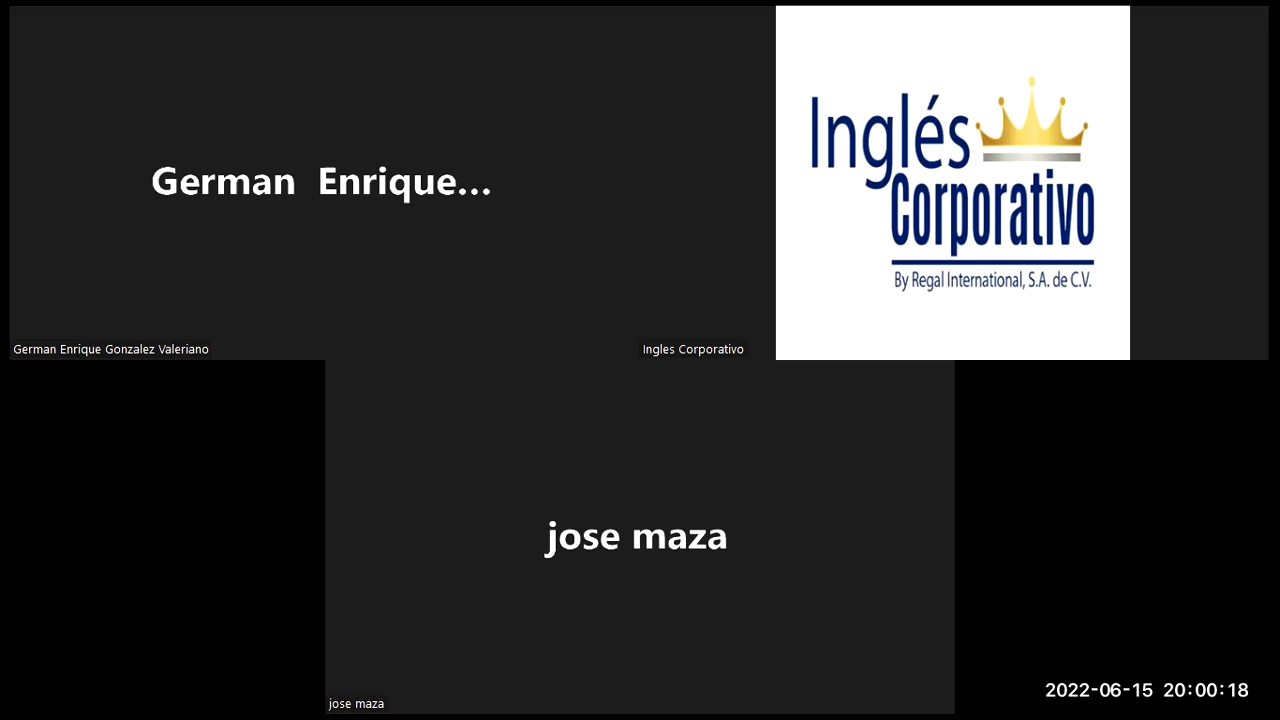 German  Enrique...
German Enrique Gonzalez Valeriano
Inglés
Corporativo
By Regal International, S.A. de C.V.
Ingles Corporativo
jose maza
jose maza
2022-06-15 20:00:18